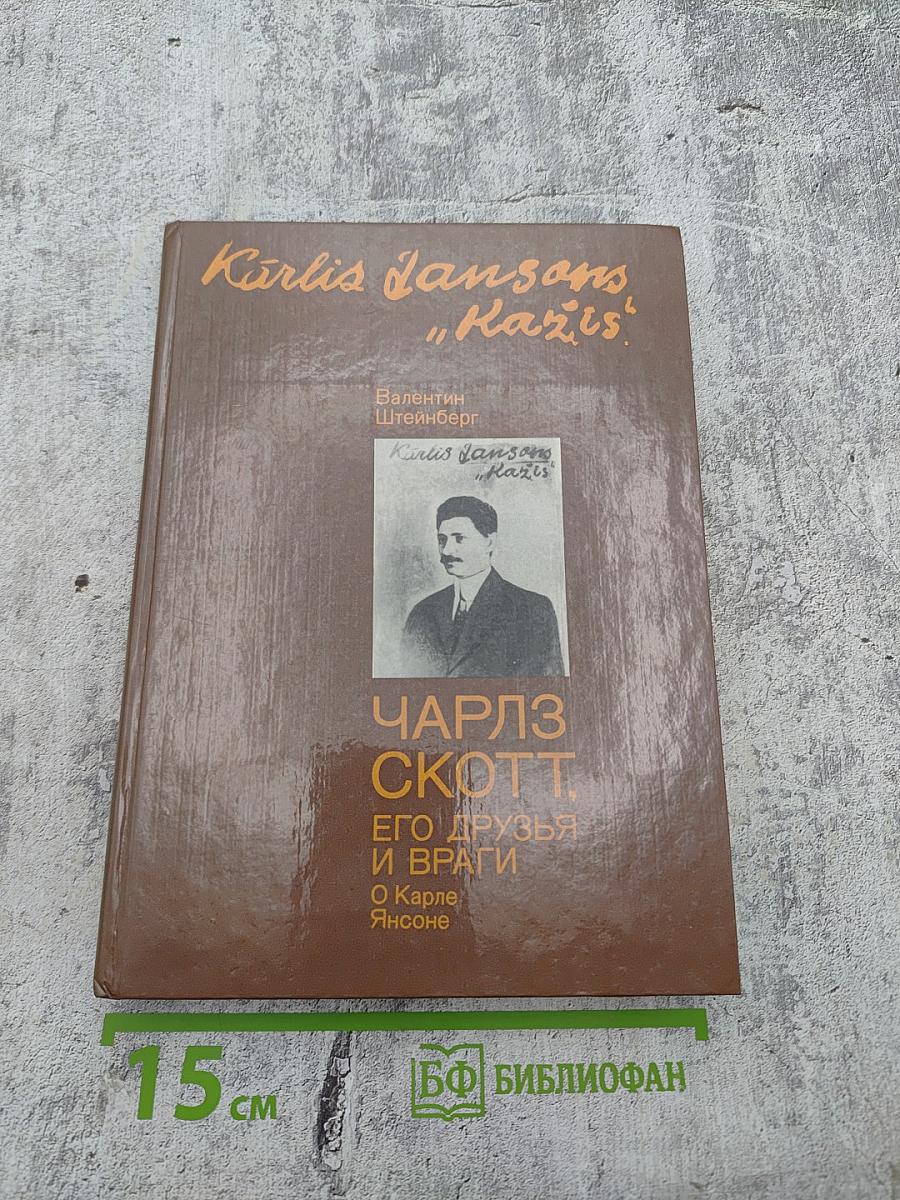 Kārlis Jansons
„Kažis“.
Валентин
Штейнберг
Kārlis Jansons
„Kažis“
ЧАРЛЗ
СКОТТ,
ЕГО ДРУЗЬЯ
И ВРАГИ
О Карле
Янсоне
15 см
БФ БИБЛИОФАН